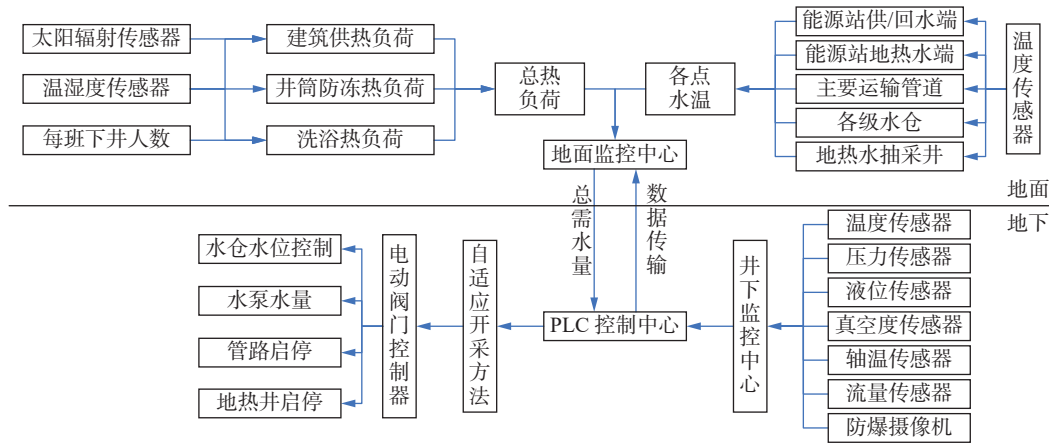 太阳辐射传感器
温湿度传感器
每班下井人数
建筑供热负荷
井筒防冻热负荷
洗浴热负荷
总热
负荷
各点
水温
能源站供/回水端
能源站地热水端
主要运输管道
各级水仓
地热水抽采井
温度传感器
地面监控中心
地面
地下
总需水量
数据传输
水仓水位控制
水泵水量
管路启停
地热井启停
电动阀门控制器
自适应开采方法
PLC 控制中心
井下监控中心
温度传感器
压力传感器
液位传感器
真空度传感器
轴温传感器
流量传感器
防爆摄像机